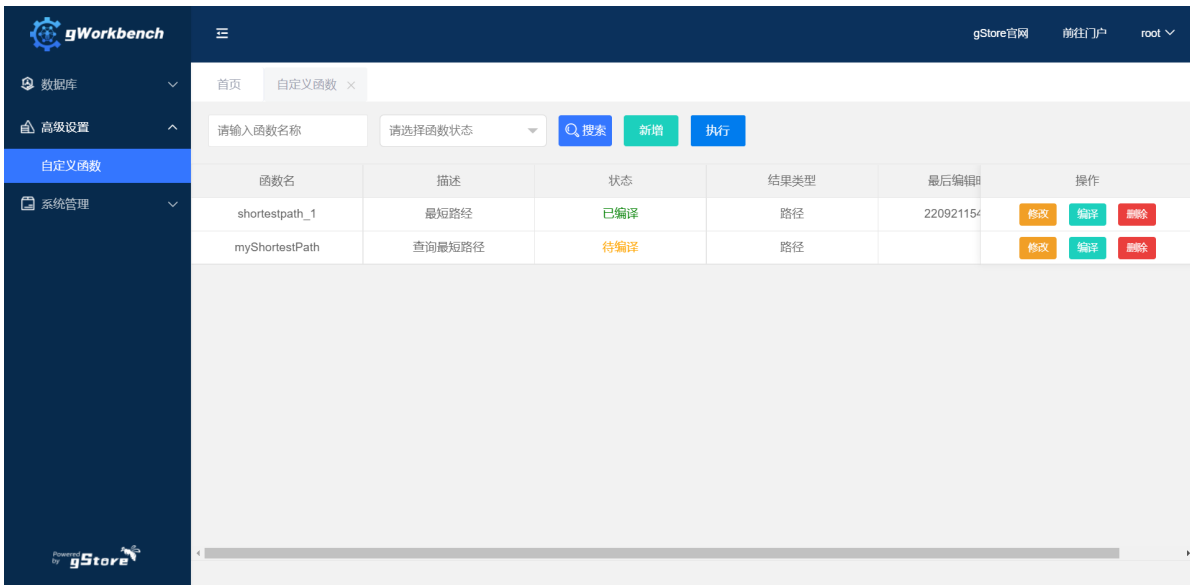 gWorkbench
gStore官网 前往门户 root
数据库
首页 自定义函数
高级设置
请输入函数名称 请选择函数状态 搜索 新增 执行
自定义函数
函数名 描述 状态 结果类型 最后编辑时 操作
系统管理
shortestpath_1 最短路经 已编译 路径 220921154 修改 编译 删除
myShortestPath 查询最短路径 待编译 路径 修改 编译 删除
Powered by gStore